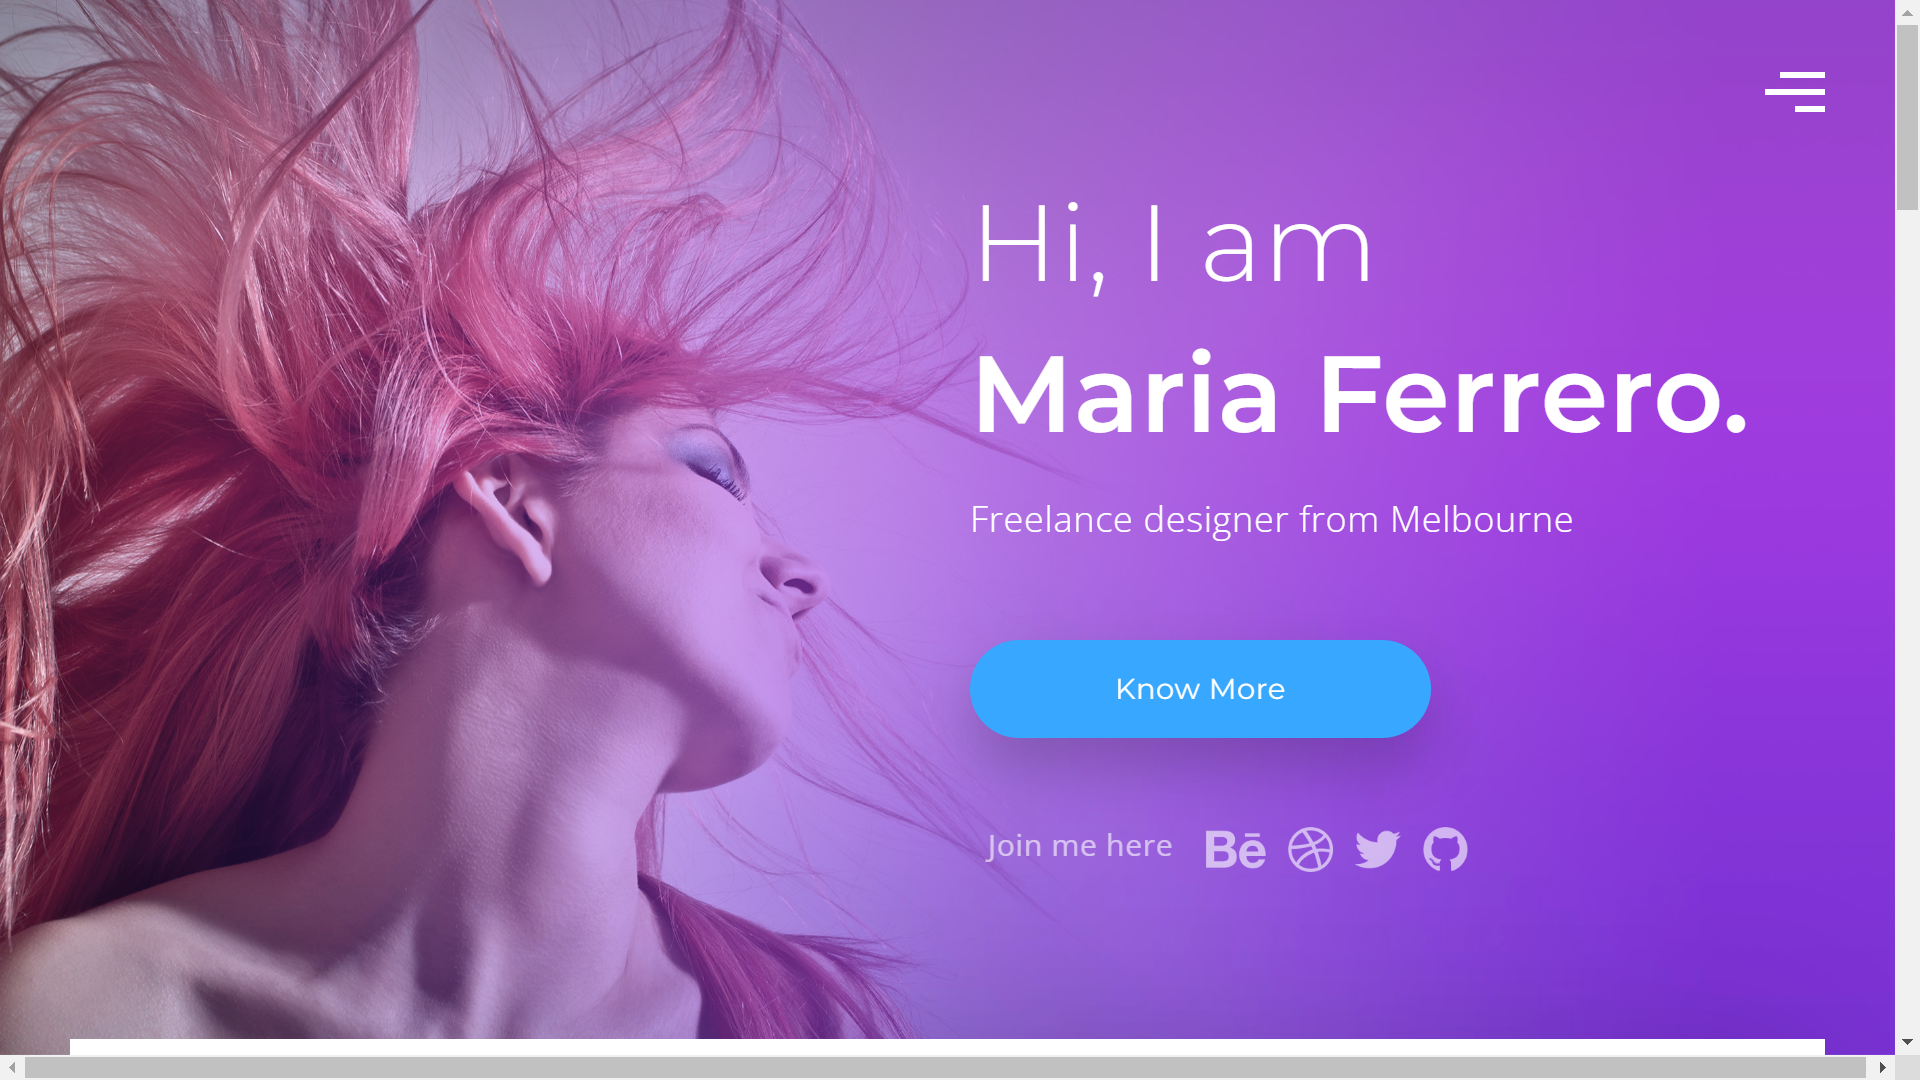 Hi, I am
Maria Ferrero.
Freelance designer from Melbourne
Know More
Join me here
Bē